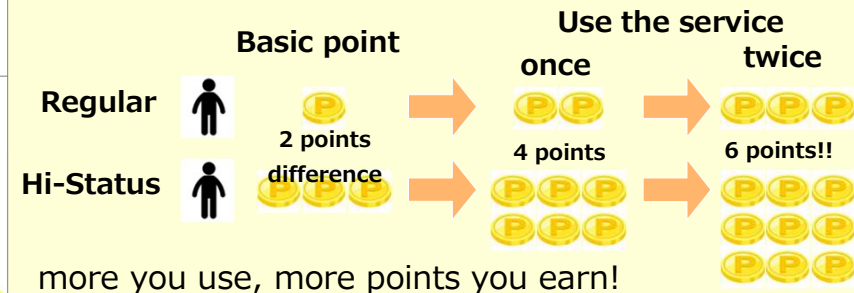 Use the service
Basic point
once
twice
Regular
P
P P
P P P
2 points
difference
4 points
6 points!!
Hi-Status
P P P
P P P
P P P
P P P
P P P
P P P
more you use, more points you earn!